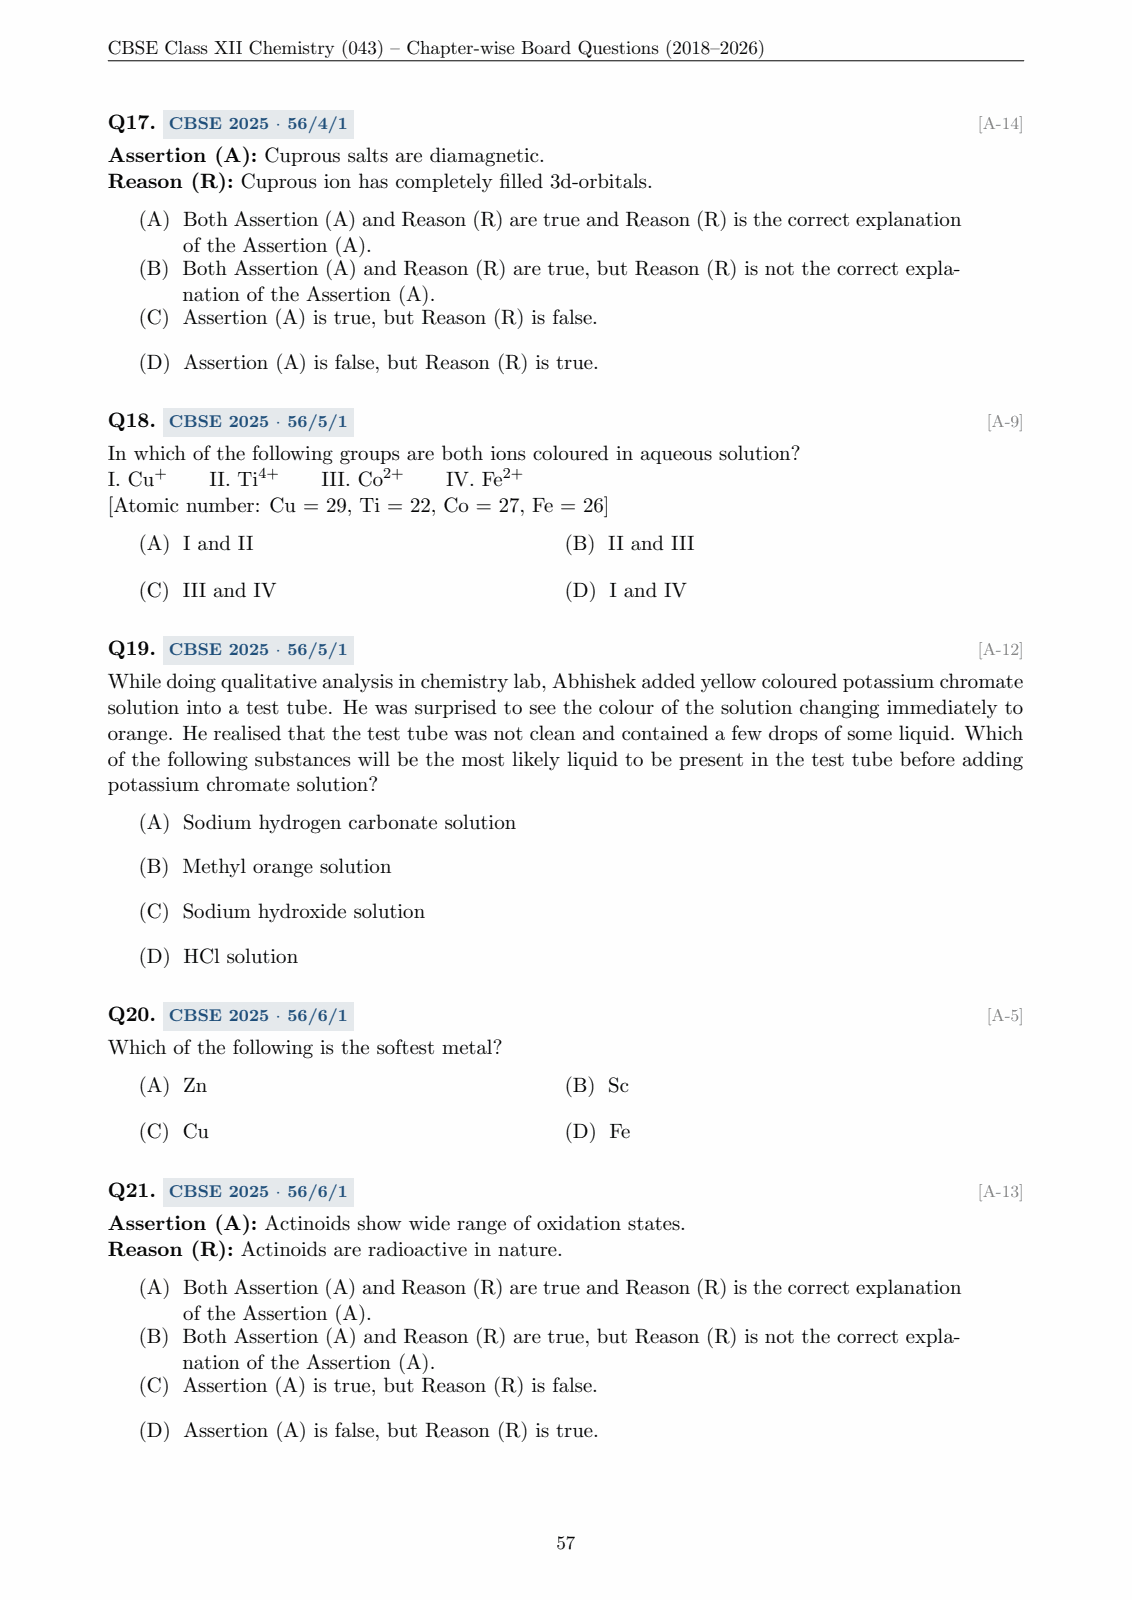 CBSE Class XII Chemistry (043) – Chapter-wise Board Questions (2018–2026)
Q17. CBSE 2025 · 56/4/1 [A-14]
Assertion (A): Cuprous salts are diamagnetic.
Reason (R): Cuprous ion has completely filled 3d-orbitals.
(A) Both Assertion (A) and Reason (R) are true and Reason (R) is the correct explanation
of the Assertion (A).
(B) Both Assertion (A) and Reason (R) are true, but Reason (R) is not the correct expla-
nation of the Assertion (A).
(C) Assertion (A) is true, but Reason (R) is false.
(D) Assertion (A) is false, but Reason (R) is true.
Q18. CBSE 2025 · 56/5/1 [A-9]
In which of the following groups are both ions coloured in aqueous solution?
I. Cu⁺ II. Ti⁴⁺ III. Co²⁺ IV. Fe²⁺
[Atomic number: Cu = 29, Ti = 22, Co = 27, Fe = 26]
(A) I and II (B) II and III
(C) III and IV (D) I and IV
Q19. CBSE 2025 · 56/5/1 [A-12]
While doing qualitative analysis in chemistry lab, Abhishek added yellow coloured potassium chromate
solution into a test tube. He was surprised to see the colour of the solution changing immediately to
orange. He realised that the test tube was not clean and contained a few drops of some liquid. Which
of the following substances will be the most likely liquid to be present in the test tube before adding
potassium chromate solution?
(A) Sodium hydrogen carbonate solution
(B) Methyl orange solution
(C) Sodium hydroxide solution
(D) HCl solution
Q20. CBSE 2025 · 56/6/1 [A-5]
Which of the following is the softest metal?
(A) Zn (B) Sc
(C) Cu (D) Fe
Q21. CBSE 2025 · 56/6/1 [A-13]
Assertion (A): Actinoids show wide range of oxidation states.
Reason (R): Actinoids are radioactive in nature.
(A) Both Assertion (A) and Reason (R) are true and Reason (R) is the correct explanation
of the Assertion (A).
(B) Both Assertion (A) and Reason (R) are true, but Reason (R) is not the correct expla-
nation of the Assertion (A).
(C) Assertion (A) is true, but Reason (R) is false.
(D) Assertion (A) is false, but Reason (R) is true.
57